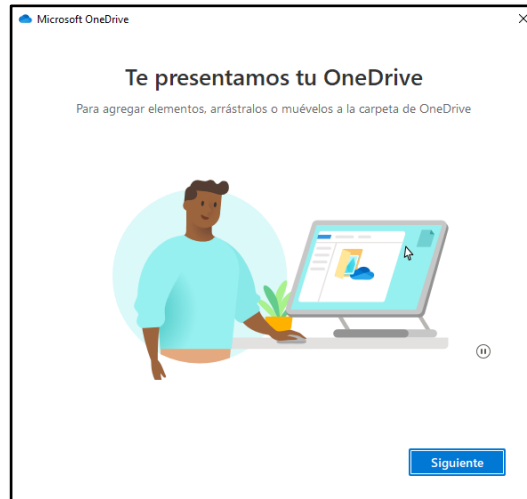 Microsoft OneDrive
Te presentamos tu OneDrive
Para agregar elementos, arrástralos o muévelos a la carpeta de OneDrive
Siguiente